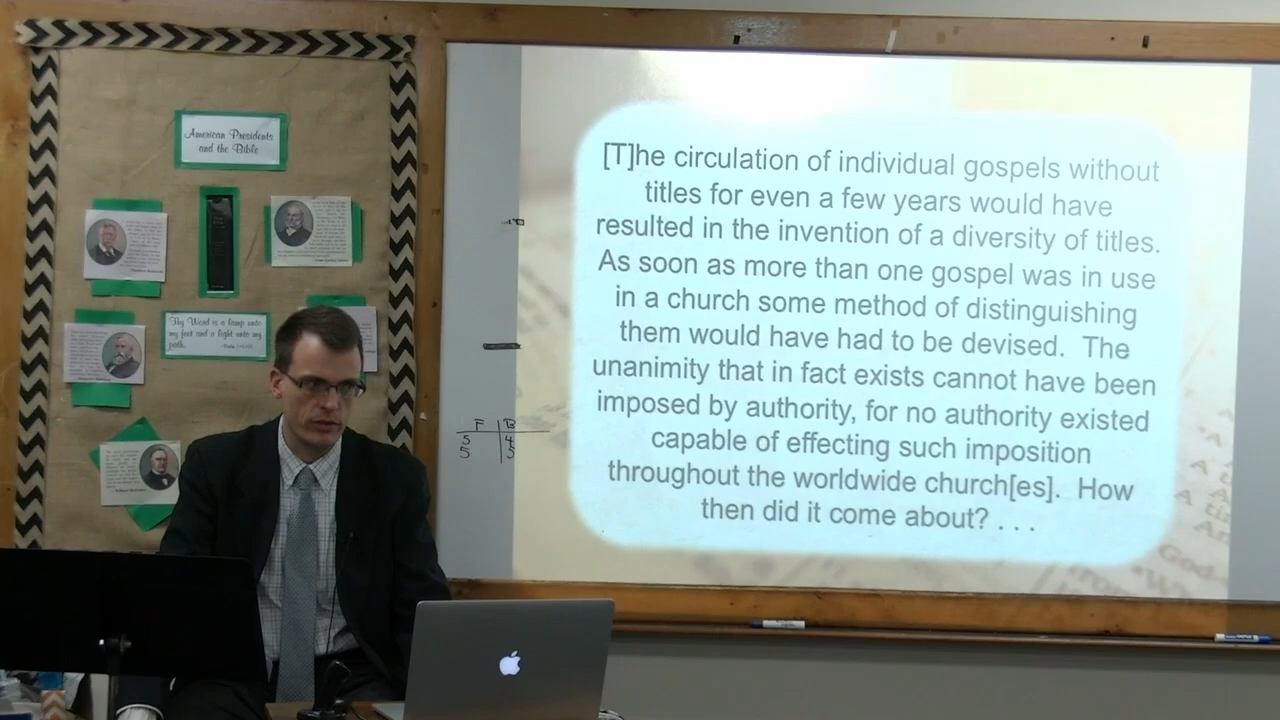 American Presidents
and the Bible
Thy Word is a lamp unto
my feet and a light unto my
path.
F B
5 4
5 5
[T]he circulation of individual gospels without
titles for even a few years would have
resulted in the invention of a diversity of titles.
As soon as more than one gospel was in use
in a church some method of distinguishing
them would have had to be devised. The
unanimity that in fact exists cannot have been
imposed by authority, for no authority existed
capable of effecting such imposition
throughout the worldwide church[es]. How
then did it come about? . . .